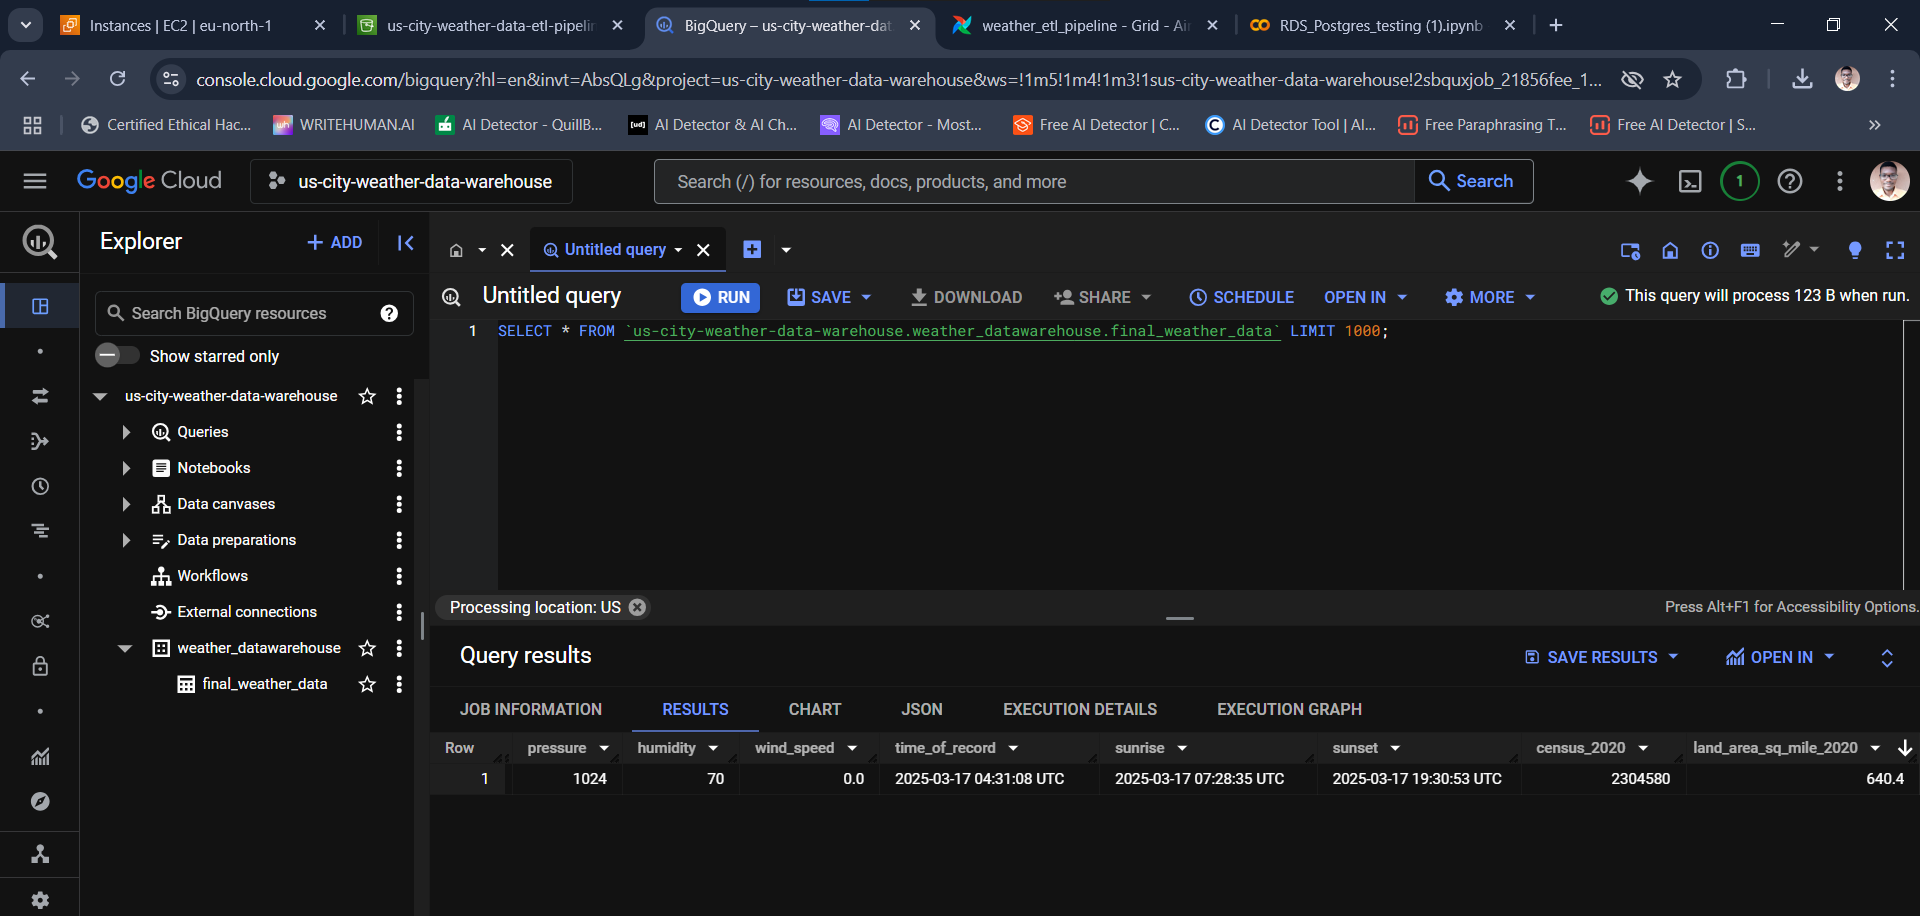 Instances | EC2 | eu-north-1
us-city-weather-data-etl-pipelin
BigQuery – us-city-weather-dat
weather_etl_pipeline - Grid - Air
RDS_Postgres_testing (1).ipynb
console.cloud.google.com/bigquery?hl=en&invt=AbsQLg&project=us-city-weather-data-warehouse&ws=!1m5!1m4!1m3!1sus-city-weather-data-warehouse!2sbquxjob_21856fee_1...
Certified Ethical Hac...
WRITEHUMAN.AI
AI Detector - QuillB...
AI Detector & AI Ch...
AI Detector - Most...
Free AI Detector | C...
AI Detector Tool | AI...
Free Paraphrasing T...
Free AI Detector | S...
Google Cloud
us-city-weather-data-warehouse
Search (/) for resources, docs, products, and more
Search
1
Explorer
ADD
Untitled query
Untitled query
RUN
SAVE
DOWNLOAD
SHARE
SCHEDULE
OPEN IN
MORE
This query will process 123 B when run.
Search BigQuery resources
Show starred only
1 SELECT * FROM `us-city-weather-data-warehouse.weather_datawarehouse.final_weather_data` LIMIT 1000;
us-city-weather-data-warehouse
Queries
Notebooks
Data canvases
Data preparations
Workflows
External connections
weather_datawarehouse
final_weather_data
Processing location: US
Press Alt+F1 for Accessibility Options.
Query results
SAVE RESULTS
OPEN IN
JOB INFORMATION RESULTS CHART JSON EXECUTION DETAILS EXECUTION GRAPH
Row pressure humidity wind_speed time_of_record sunrise sunset census_2020 land_area_sq_mile_2020
1 1024 70 0.0 2025-03-17 04:31:08 UTC 2025-03-17 07:28:35 UTC 2025-03-17 19:30:53 UTC 2304580 640.4